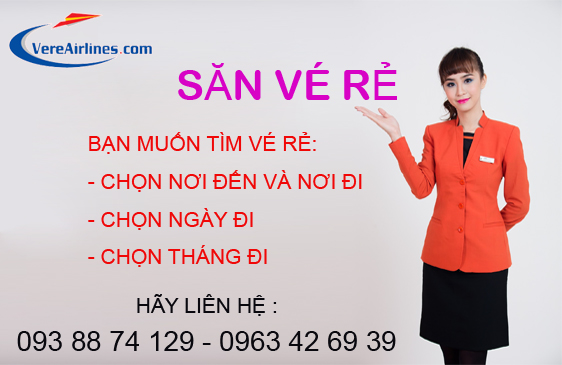 VereAirlines.com
SĂN VÉ RẺ
BẠN MUỐN TÌM VÉ RẺ:
- CHỌN NƠI ĐẾN VÀ NƠI ĐI
- CHỌN NGÀY ĐI
- CHỌN THÁNG ĐI
HÃY LIÊN HỆ :
093 88 74 129 - 0963 42 69 39